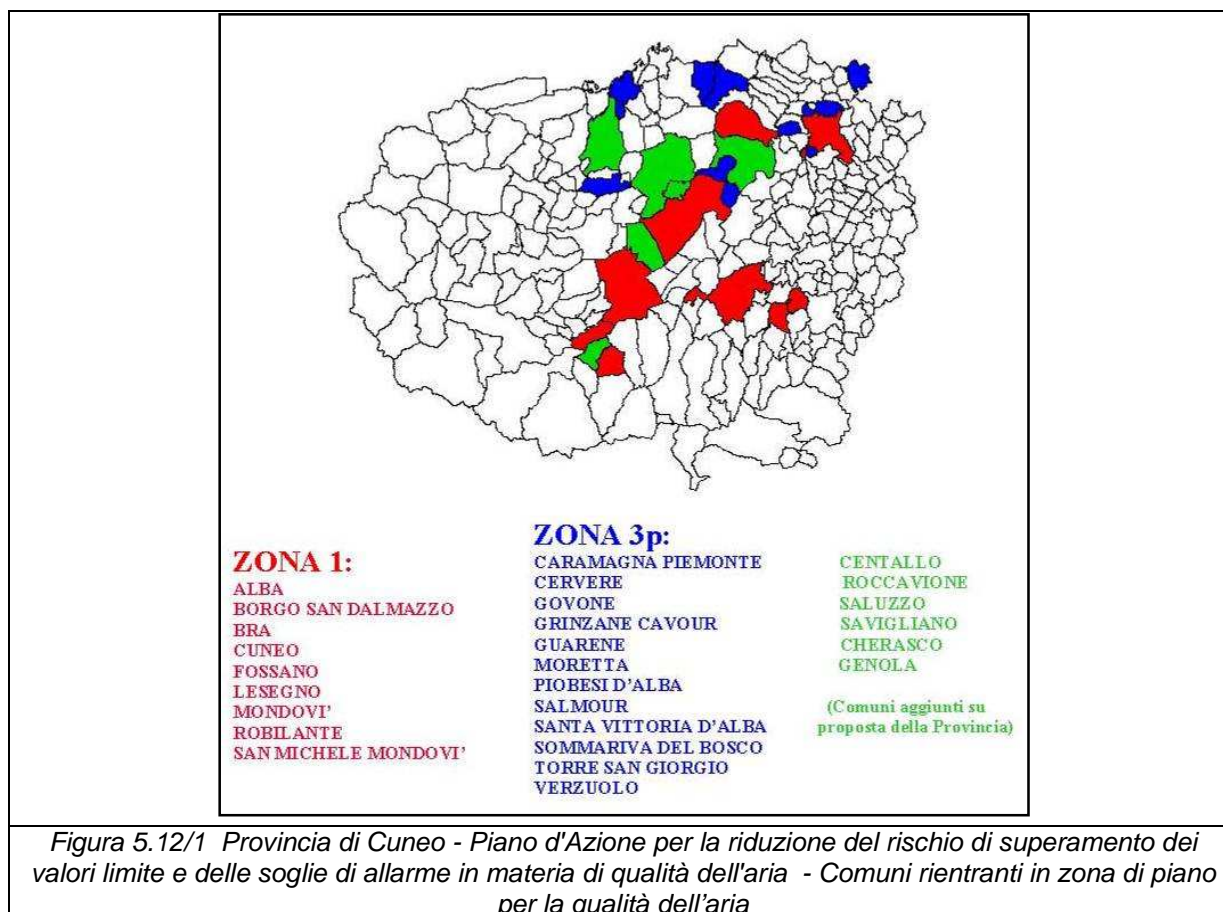 ZONA 1:
ALBA
BORGO SAN DALMAZZO
BRA
CUNEO
FOSSANO
LESEGNO
MONDOVI'
ROBILANTE
SAN MICHELE MONDOVI'
ZONA 3p:
CARAMAGNA PIEMONTE
CERVERE
GOVONE
GRINZANE CAVOUR
GUARENE
MORETTA
PIOBESI D'ALBA
SALMOUR
SANTA VITTORIA D'ALBA
SOMMARIVA DEL BOSCO
TORRE SAN GIORGIO
VERZUOLO
CENTALLO
ROCCAVIONE
SALUZZO
SAVIGLIANO
CHERASCO
GENOLA
(Comuni aggiunti su
proposta della Provincia)
Figura 5.12/1 Provincia di Cuneo - Piano d'Azione per la riduzione del rischio di superamento dei
valori limite e delle soglie di allarme in materia di qualità dell'aria - Comuni rientranti in zona di piano
per la qualità dell'aria